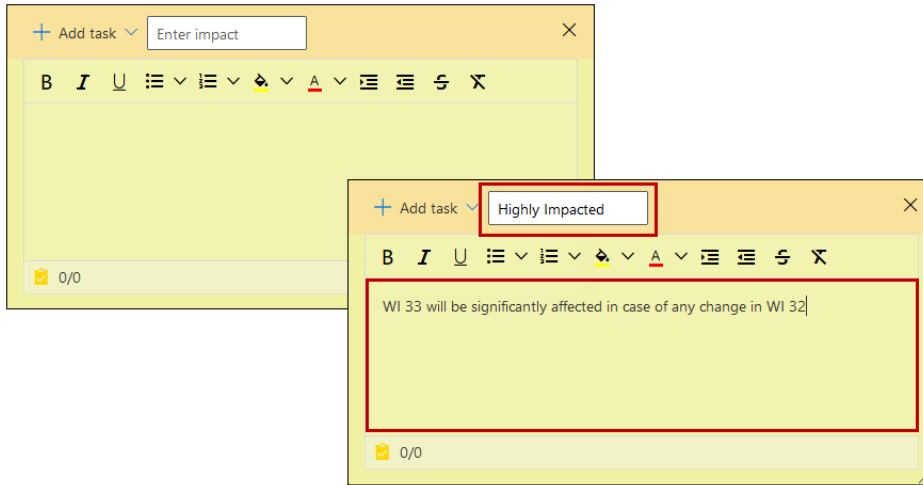 Add task Enter impact
B I U A S
0/0
Add task Highly Impacted
B I U A S
WI 33 will be significantly affected in case of any change in WI 32
0/0